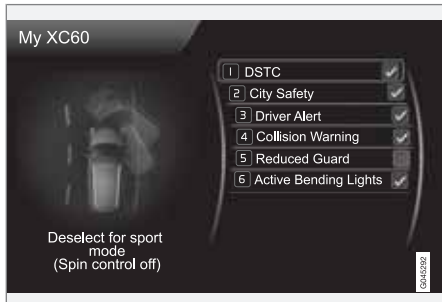 My XC60
1 DSTC
2 City Safety
3 Driver Alert
4 Collision Warning
5 Reduced Guard
6 Active Bending Lights
Deselect for sport
mode
(Spin control off)
G045292